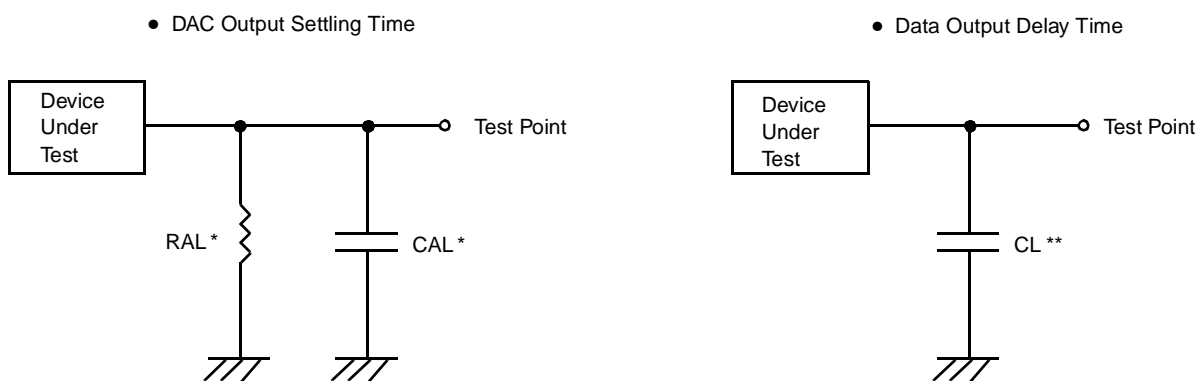 ● DAC Output Settling Time
Device
Under
Test
Test Point
RAL *
CAL *
● Data Output Delay Time
Device
Under
Test
Test Point
CL **